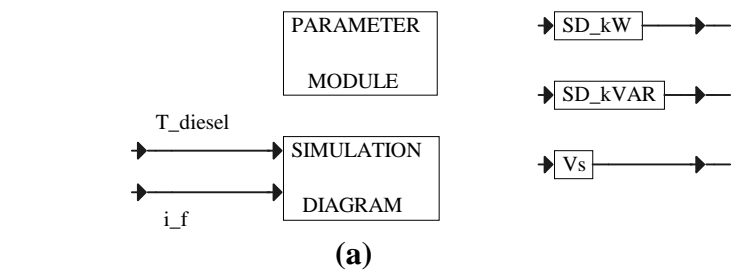 PARAMETER
MODULE
SD_kW
SD_kVAR
T_diesel
SIMULATION
DIAGRAM
i_f
Vs
(a)